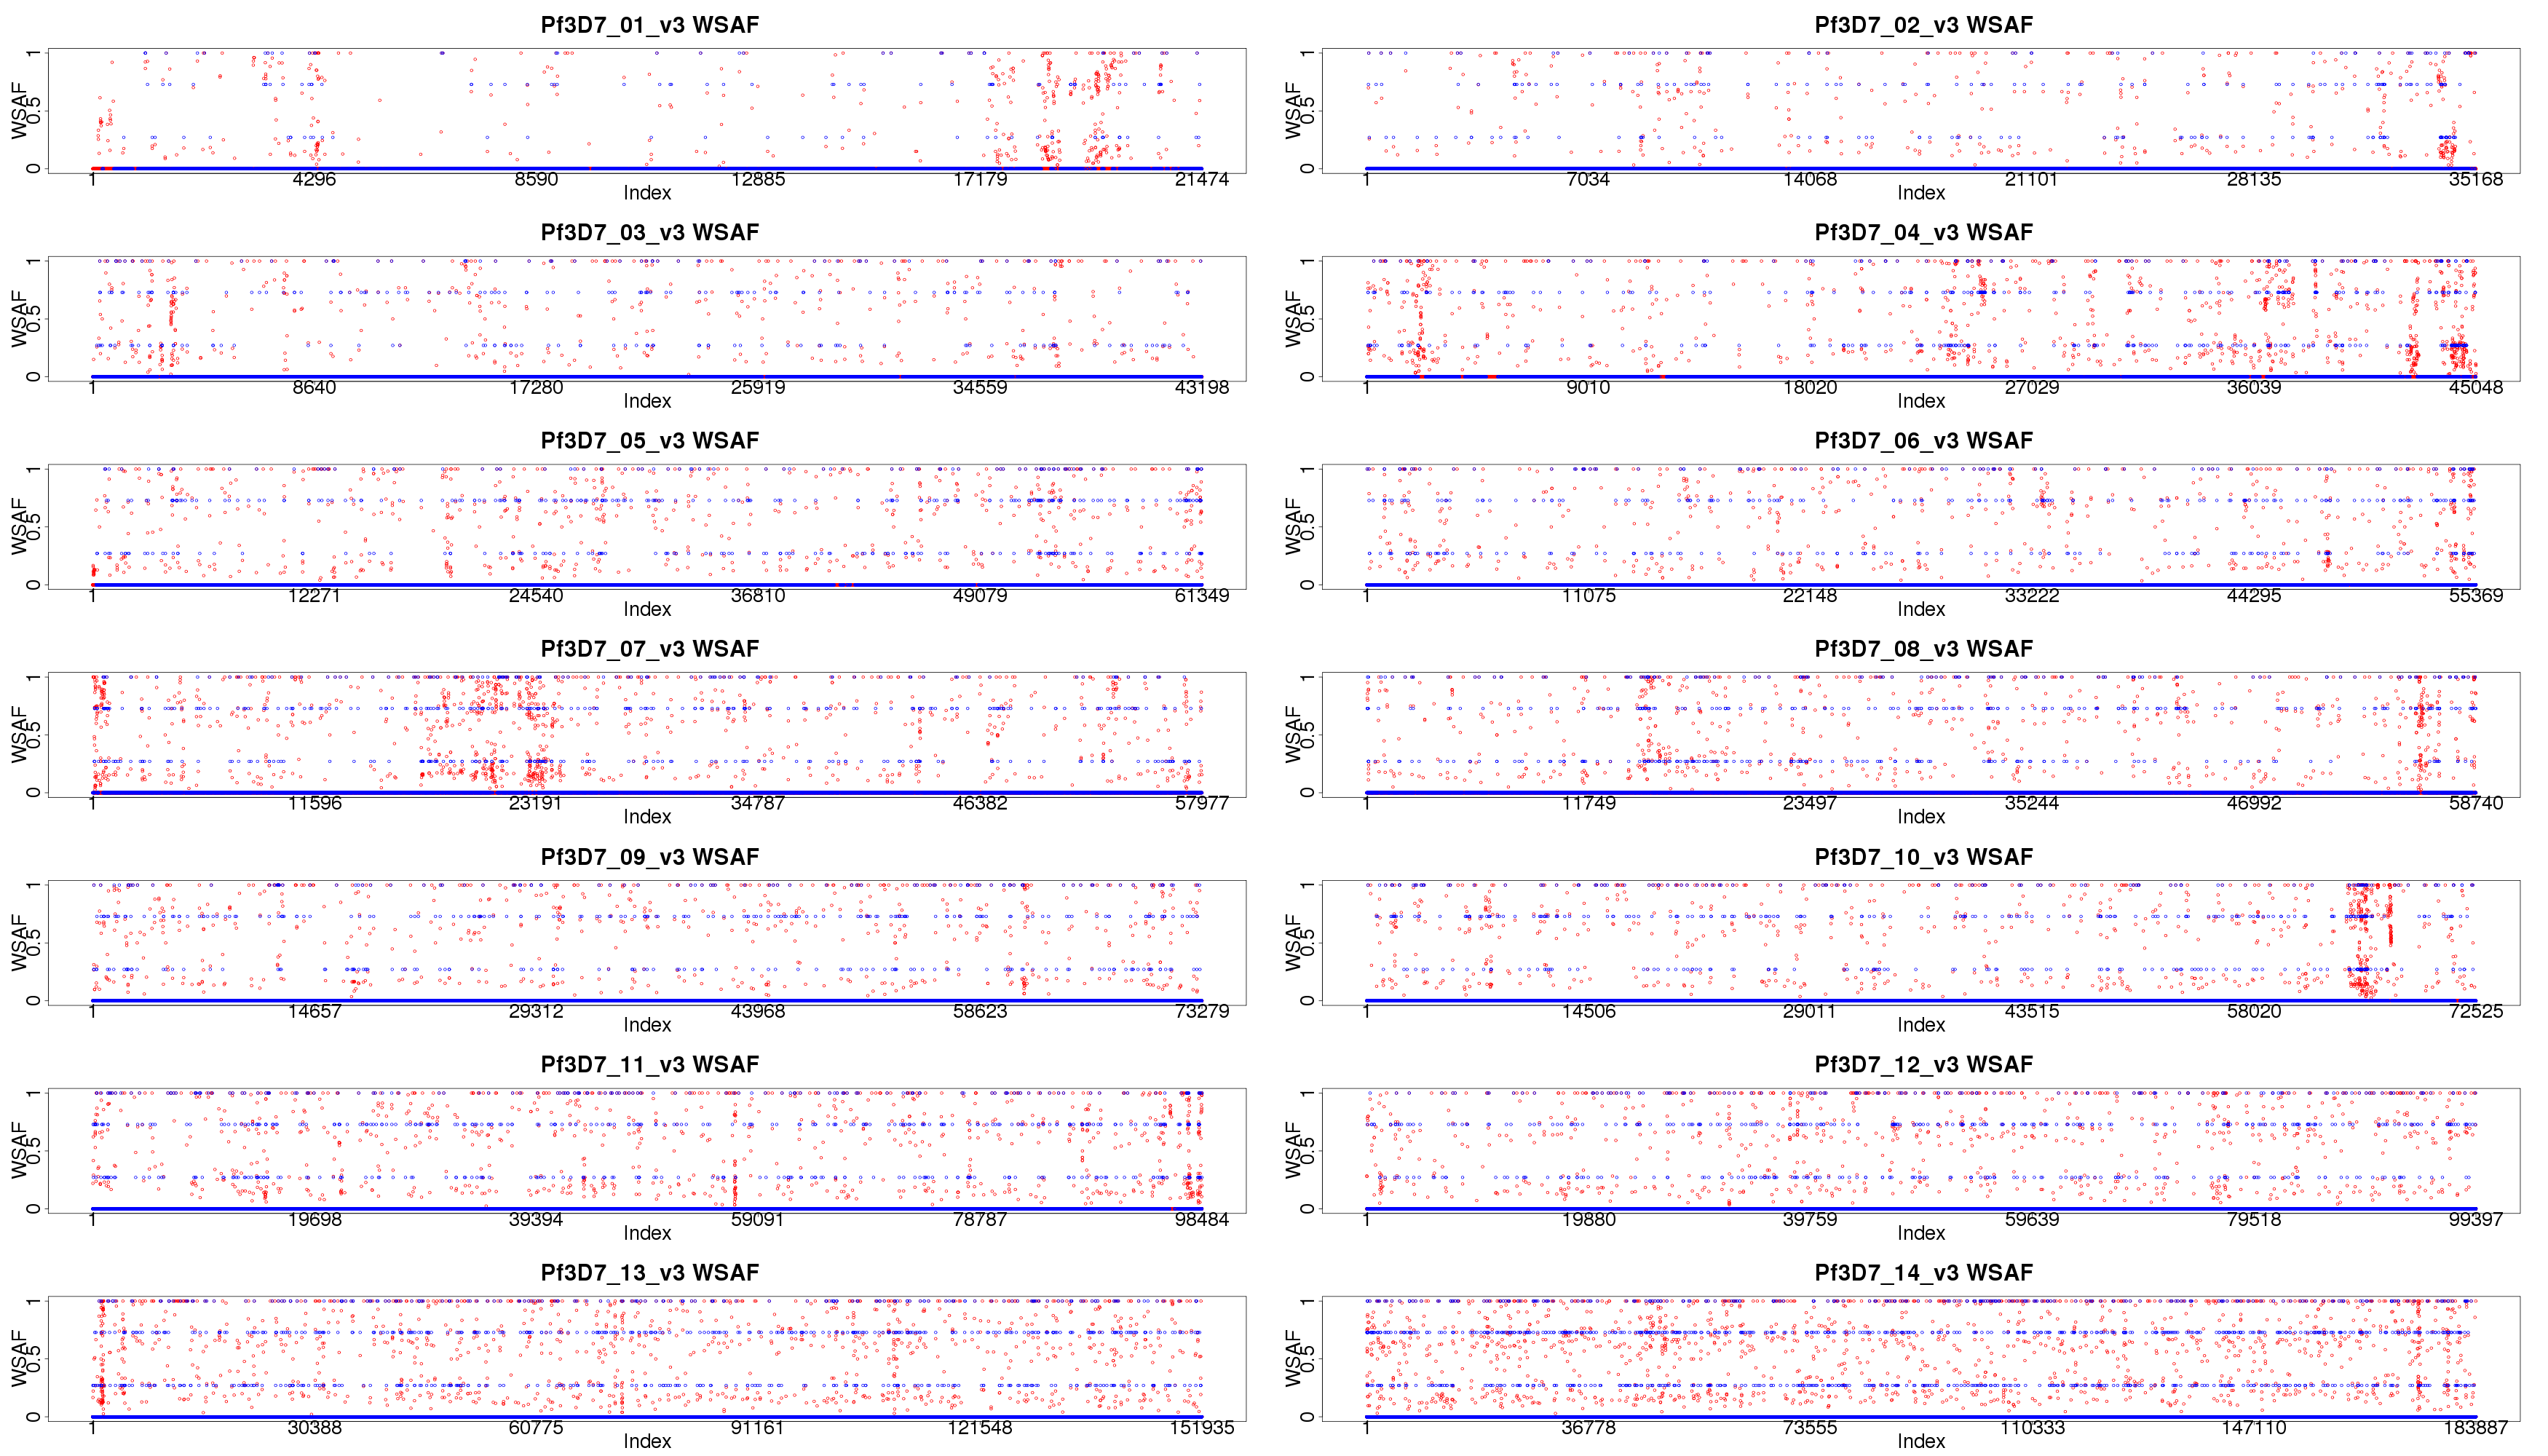 Pf3D7_01_v3 WSAF
WSAF
0 0.5 1
1 4296 8590 12885 17179 21474
Index
Pf3D7_02_v3 WSAF
WSAF
0 0.5 1
1 7034 14068 21101 28135 35168
Index
Pf3D7_03_v3 WSAF
WSAF
0 0.5 1
1 8640 17280 25919 34559 43198
Index
Pf3D7_04_v3 WSAF
WSAF
0 0.5 1
1 9010 18020 27029 36039 45048
Index
Pf3D7_05_v3 WSAF
WSAF
0 0.5 1
1 12271 24540 36810 49079 61349
Index
Pf3D7_06_v3 WSAF
WSAF
0 0.5 1
1 11075 22148 33222 44295 55369
Index
Pf3D7_07_v3 WSAF
WSAF
0 0.5 1
1 11596 23191 34787 46382 57977
Index
Pf3D7_08_v3 WSAF
WSAF
0 0.5 1
1 11749 23497 35244 46992 58740
Index
Pf3D7_09_v3 WSAF
WSAF
0 0.5 1
1 14657 29312 43968 58623 73279
Index
Pf3D7_10_v3 WSAF
WSAF
0 0.5 1
1 14506 29011 43515 58020 72525
Index
Pf3D7_11_v3 WSAF
WSAF
0 0.5 1
1 19698 39394 59091 78787 98484
Index
Pf3D7_12_v3 WSAF
WSAF
0 0.5 1
1 19880 39759 59639 79518 99397
Index
Pf3D7_13_v3 WSAF
WSAF
0 0.5 1
1 30388 60775 91161 121548 151935
Index
Pf3D7_14_v3 WSAF
WSAF
0 0.5 1
1 36778 73555 110333 147110 183887
Index